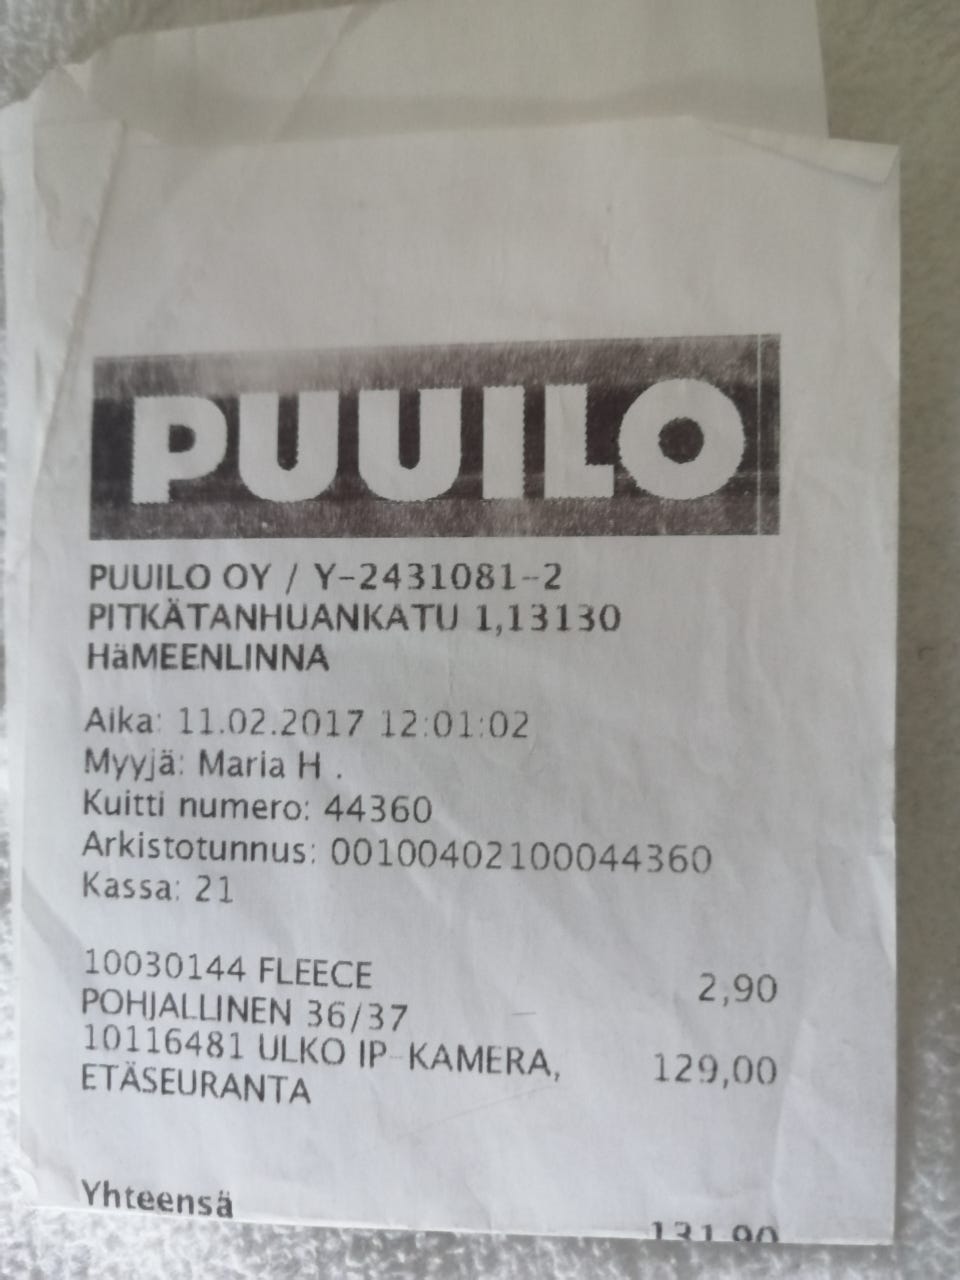 PUUILO
PUUILO OY / Y-2431081-2
PITKÄTANHUANKATU 1,13130
HäMEENLINNA
Aika: 11.02.2017 12:01:02
Myyjä: Maria H .
Kuitti numero: 44360
Arkistotunnus: 00100402100044360
Kassa: 21
10030144 FLEECE 2,90
POHJALLINEN 36/37
10116481 ULKO IP-KAMERA, 129,00
ETÄSEURANTA
Yhteensä 131,90